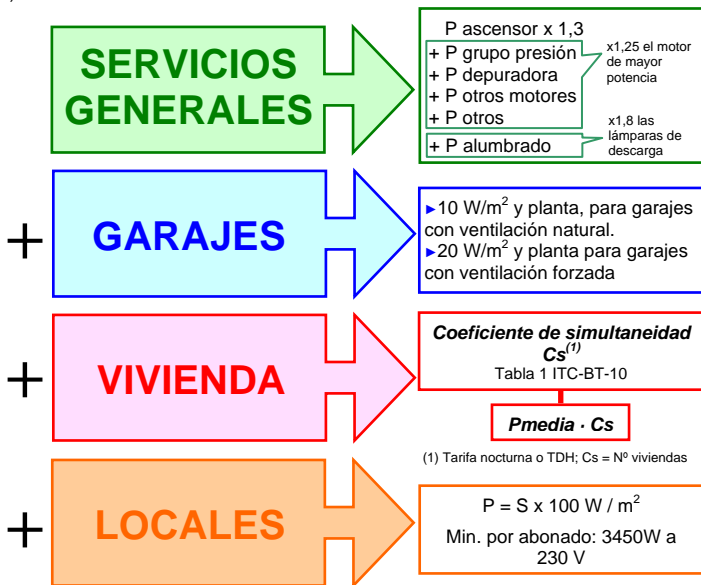 SERVICIOS
GENERALES
P ascensor x 1,3
+ P grupo presión
+ P depuradora
+ P otros motores
+ P otros
x1,25 el motor
de mayor
potencia
+ P alumbrado
x1,8 las
lámparas de
descarga
+
GARAJES
►10 W/m² y planta, para garajes
con ventilación natural.
►20 W/m² y planta para garajes
con ventilación forzada
+
VIVIENDA
Coeficiente de simultaneidad
Cs⁽¹⁾
Tabla 1 ITC-BT-10
Pmedia · Cs
(1) Tarifa nocturna o TDH; Cs = Nº viviendas
+
LOCALES
P = S x 100 W / m²
Min. por abonado: 3450W a
230 V